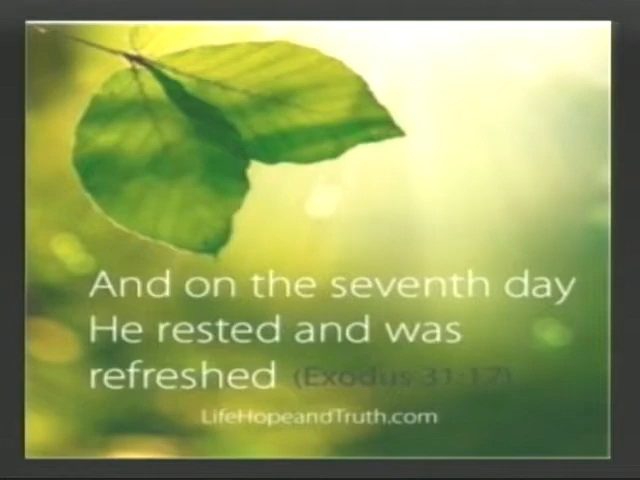 And on the seventh day
He rested and was
refreshed (Exodus 31:17)
LifeHopeandTruth.com